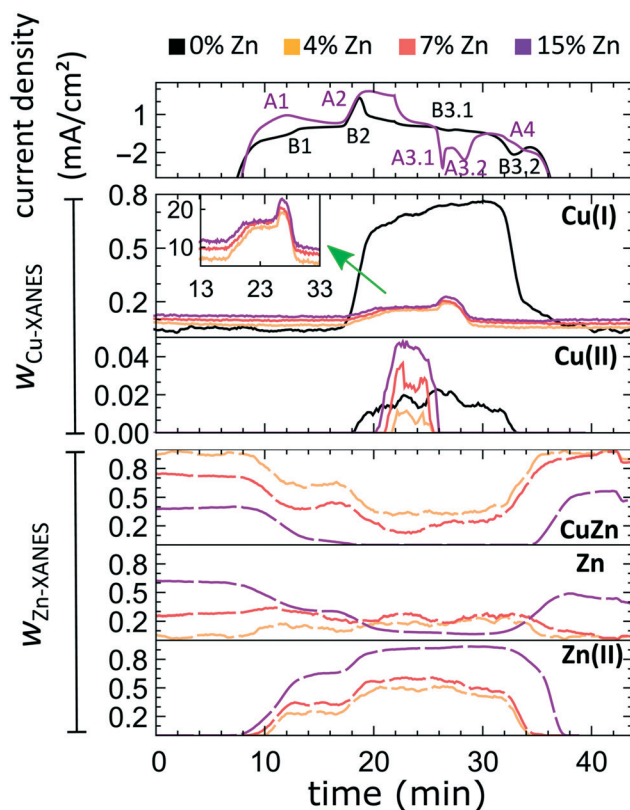 0% Zn 4% Zn 7% Zn 15% Zn
current density
(mA/cm²)
1
−2
A1
A2
B1
B2
B3.1
A3.1
A3.2
A4
B3,2
wCu-XANES
0.8
0.6
0.2
Cu(I)
20
10
13 23 33
0.04
0.02
0.00
Cu(II)
wZn-XANES
0.8
0.5
0.2
CuZn
Zn
0.8
0.5
0.2
0.8
0.5
0.2
Zn(II)
0 10 20 30 40
time (min)